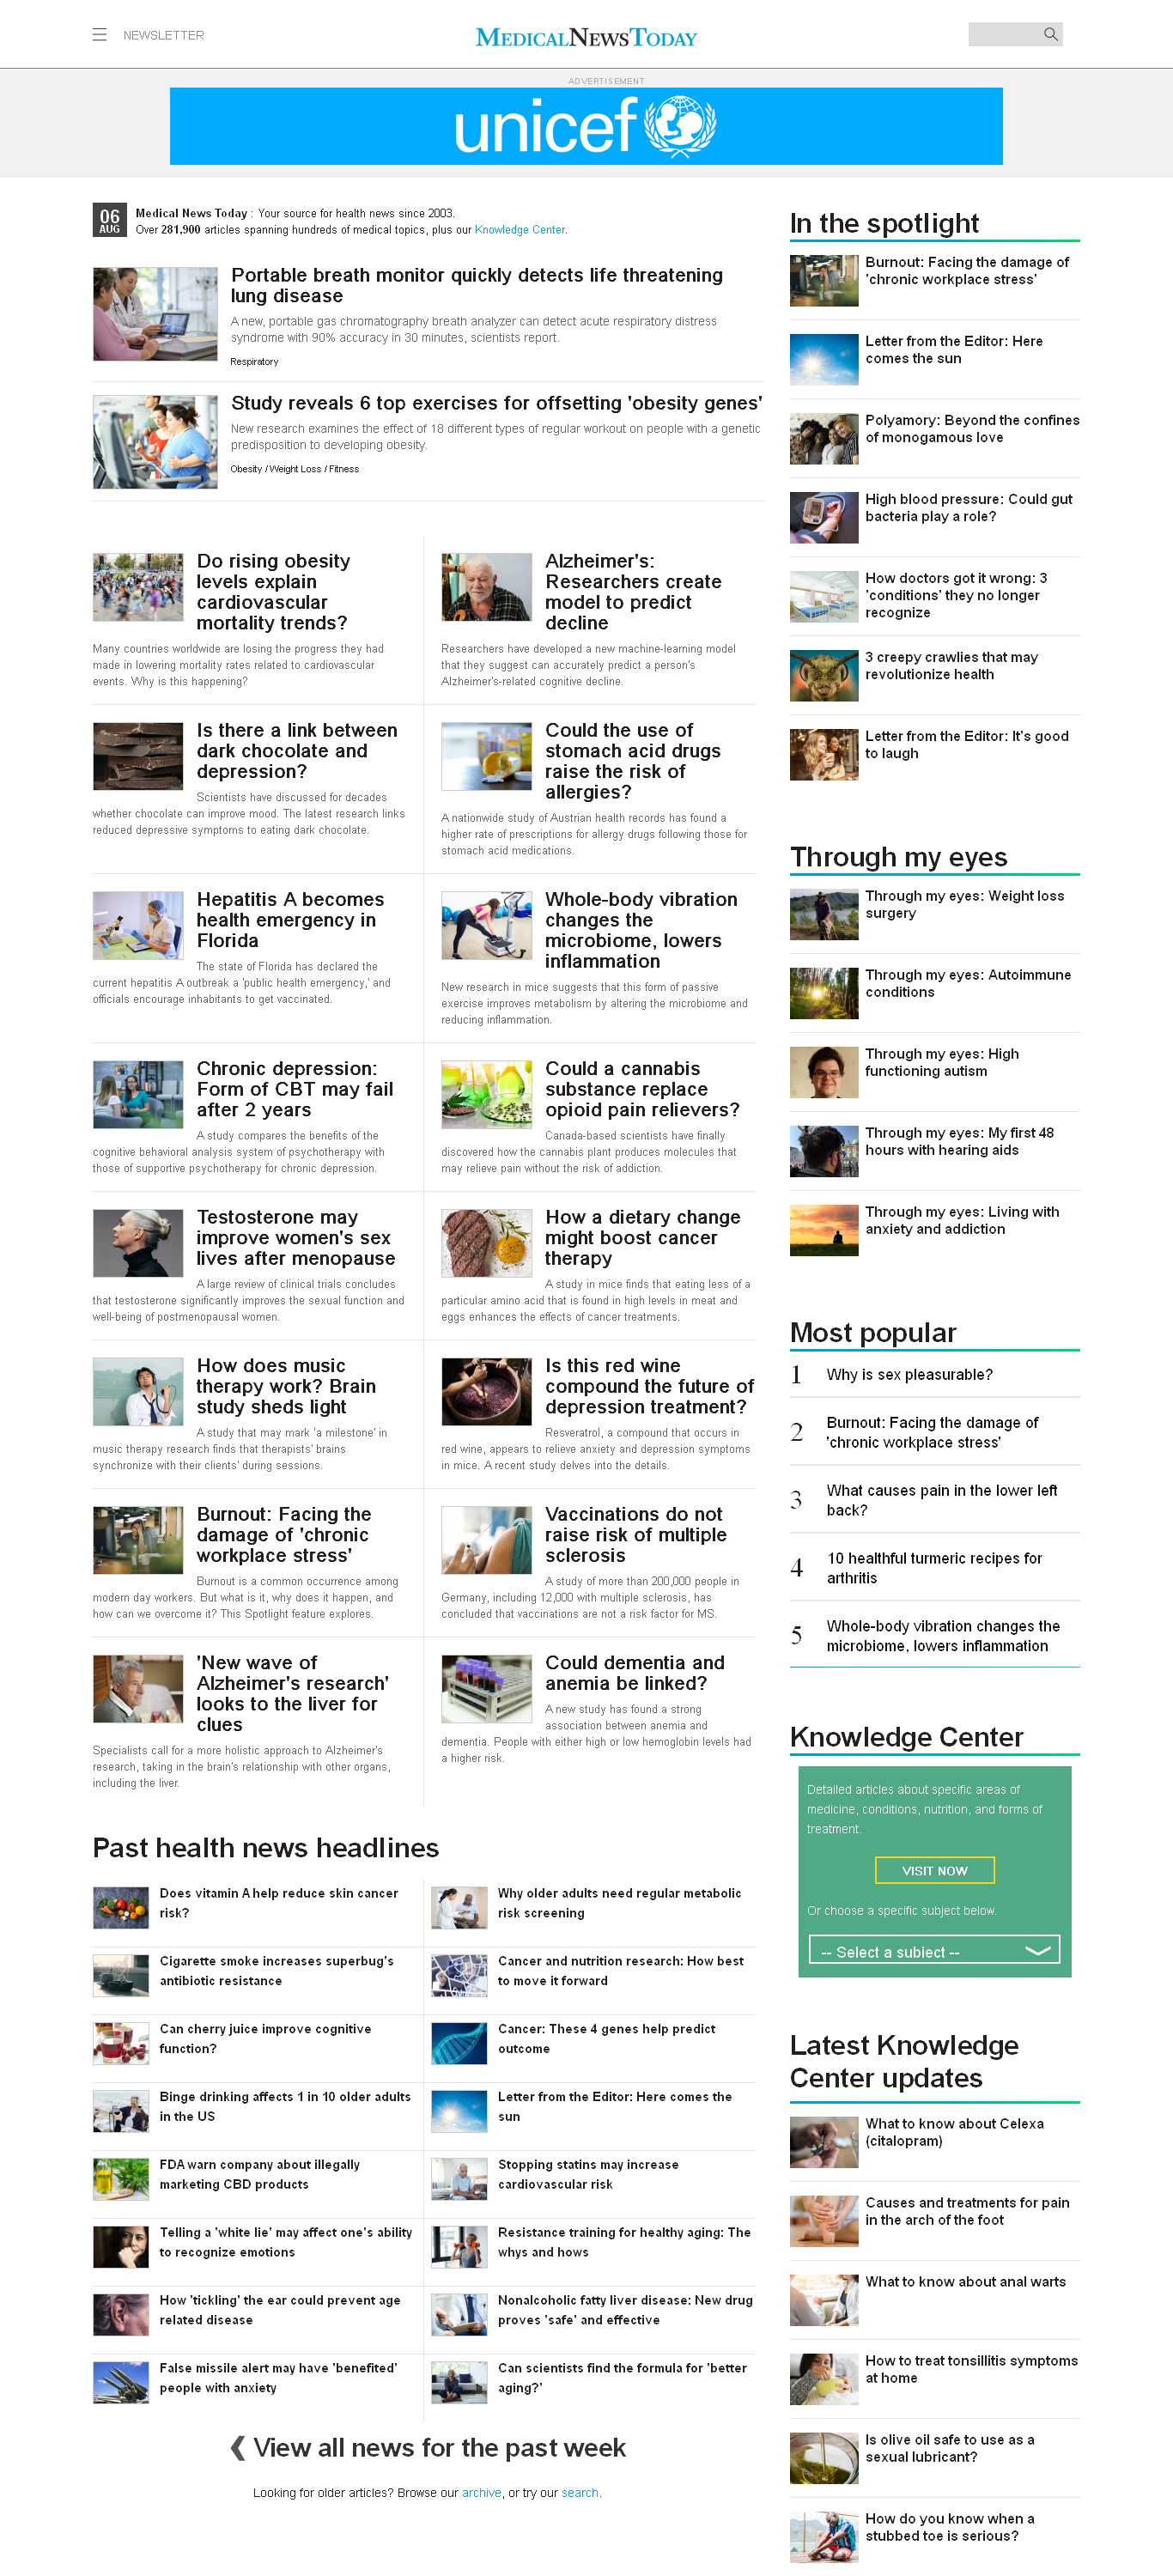 NEWSLETTER
MEDICALNEWSTODAY
ADVERTISEMENT
unicef
06
AUG
Medical News Today : Your source for health news since 2003.
Over 281,900 articles spanning hundreds of medical topics, plus our Knowledge Center.
Portable breath monitor quickly detects life threatening
lung disease
A new, portable gas chromatography breath analyzer can detect acute respiratory distress
syndrome with 90% accuracy in 30 minutes, scientists report.
Respiratory
Study reveals 6 top exercises for offsetting 'obesity genes'
New research examines the effect of 18 different types of regular workout on people with a genetic
predisposition to developing obesity.
Obesity / Weight Loss / Fitness
Do rising obesity
levels explain
cardiovascular
mortality trends?
Many countries worldwide are losing the progress they had
made in lowering mortality rates related to cardiovascular
events. Why is this happening?
Alzheimer's:
Researchers create
model to predict
decline
Researchers have developed a new machine-learning model
that they suggest can accurately predict a person's
Alzheimer's-related cognitive decline.
Is there a link between
dark chocolate and
depression?
Scientists have discussed for decades
whether chocolate can improve mood. The latest research links
reduced depressive symptoms to eating dark chocolate.
Could the use of
stomach acid drugs
raise the risk of
allergies?
A nationwide study of Austrian health records has found a
higher rate of prescriptions for allergy drugs following those for
stomach acid medications.
Hepatitis A becomes
health emergency in
Florida
The state of Florida has declared the
current hepatitis A outbreak a 'public health emergency,' and
officials encourage inhabitants to get vaccinated.
Whole-body vibration
changes the
microbiome, lowers
inflammation
New research in mice suggests that this form of passive
exercise improves metabolism by altering the microbiome and
reducing inflammation.
Chronic depression:
Form of CBT may fail
after 2 years
A study compares the benefits of the
cognitive behavioral analysis system of psychotherapy with
those of supportive psychotherapy for chronic depression.
Could a cannabis
substance replace
opioid pain relievers?
Canada-based scientists have finally
discovered how the cannabis plant produces molecules that
may relieve pain without the risk of addiction.
Testosterone may
improve women's sex
lives after menopause
A large review of clinical trials concludes
that testosterone significantly improves the sexual function and
well-being of postmenopausal women.
How a dietary change
might boost cancer
therapy
A study in mice finds that eating less of a
particular amino acid that is found in high levels in meat and
eggs enhances the effects of cancer treatments.
How does music
therapy work? Brain
study sheds light
A study that may mark 'a milestone' in
music therapy research finds that therapists' brains
synchronize with their clients' during sessions.
Is this red wine
compound the future of
depression treatment?
Resveratrol, a compound that occurs in
red wine, appears to relieve anxiety and depression symptoms
in mice. A recent study delves into the details.
Burnout: Facing the
damage of 'chronic
workplace stress'
Burnout is a common occurrence among
modern day workers. But what is it, why does it happen, and
how can we overcome it? This Spotlight feature explores.
Vaccinations do not
raise risk of multiple
sclerosis
A study of more than 200,000 people in
Germany, including 12,000 with multiple sclerosis, has
concluded that vaccinations are not a risk factor for MS.
'New wave of
Alzheimer's research'
looks to the liver for
clues
Specialists call for a more holistic approach to Alzheimer's
research, taking in the brain's relationship with other organs,
including the liver.
Could dementia and
anemia be linked?
A new study has found a strong
association between anemia and
dementia. People with either high or low hemoglobin levels had
a higher risk.
Past health news headlines
Does vitamin A help reduce skin cancer
risk?
Why older adults need regular metabolic
risk screening
Cigarette smoke increases superbug's
antibiotic resistance
Cancer and nutrition research: How best
to move it forward
Can cherry juice improve cognitive
function?
Cancer: These 4 genes help predict
outcome
Binge drinking affects 1 in 10 older adults
in the US
Letter from the Editor: Here comes the
sun
FDA warn company about illegally
marketing CBD products
Stopping statins may increase
cardiovascular risk
Telling a 'white lie' may affect one's ability
to recognize emotions
Resistance training for healthy aging: The
whys and hows
How 'tickling' the ear could prevent age
related disease
Nonalcoholic fatty liver disease: New drug
proves 'safe' and effective
False missile alert may have 'benefited'
people with anxiety
Can scientists find the formula for 'better
aging?'
View all news for the past week
Looking for older articles? Browse our archive, or try our search.
In the spotlight
Burnout: Facing the damage of
'chronic workplace stress'
Letter from the Editor: Here
comes the sun
Polyamory: Beyond the confines
of monogamous love
High blood pressure: Could gut
bacteria play a role?
How doctors got it wrong: 3
'conditions' they no longer
recognize
3 creepy crawlies that may
revolutionize health
Letter from the Editor: It's good
to laugh
Through my eyes
Through my eyes: Weight loss
surgery
Through my eyes: Autoimmune
conditions
Through my eyes: High
functioning autism
Through my eyes: My first 48
hours with hearing aids
Through my eyes: Living with
anxiety and addiction
Most popular
1 Why is sex pleasurable?
2 Burnout: Facing the damage of
'chronic workplace stress'
3 What causes pain in the lower left
back?
4 10 healthful turmeric recipes for
arthritis
5 Whole-body vibration changes the
microbiome, lowers inflammation
Knowledge Center
Detailed articles about specific areas of
medicine, conditions, nutrition, and forms of
treatment.
VISIT NOW
Or choose a specific subject below.
-- Select a subject --
Latest Knowledge
Center updates
What to know about Celexa
(citalopram)
Causes and treatments for pain
in the arch of the foot
What to know about anal warts
How to treat tonsillitis symptoms
at home
Is olive oil safe to use as a
sexual lubricant?
How do you know when a
stubbed toe is serious?